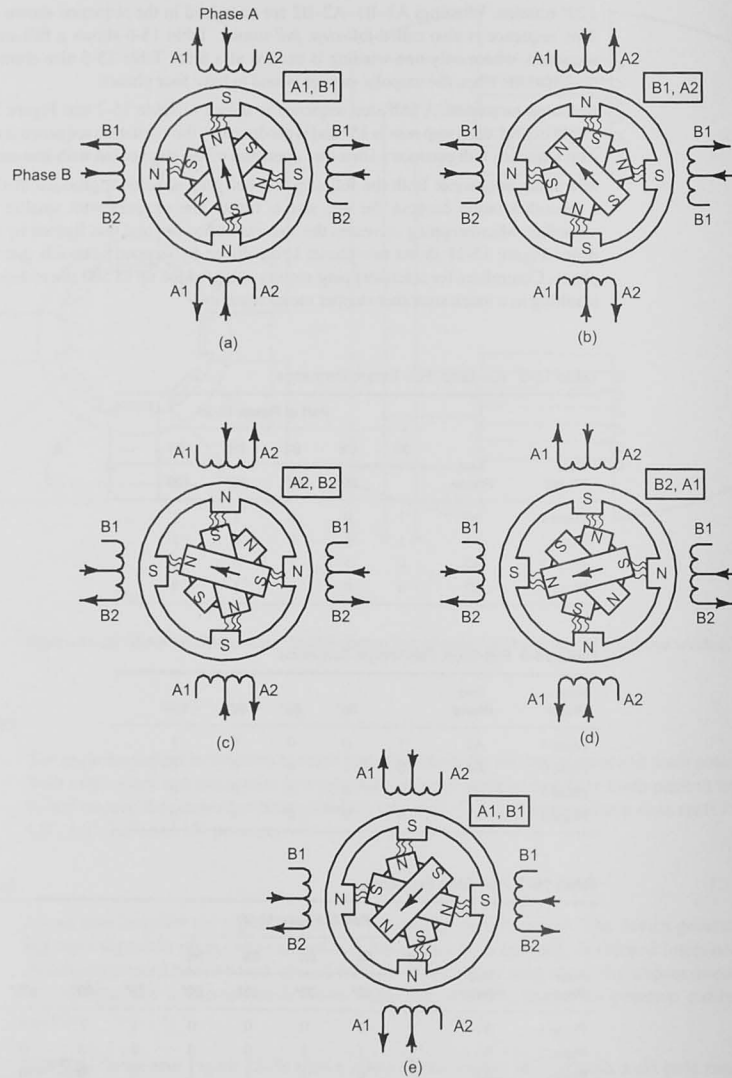 Phase A
A1 A2
A1, B1
S
B1 B1
N S
Phase B N S N S
N S
B2 B2
N
A1 A2
(a)
A1 A2
B1, A2
N
B1 B1
N S S
N S N S
N
B2 B1
S
A1 A2
(b)
A1 A2
A2, B2
N
B1 B1
S N
S N S N
S N
B2 B2
S
A1 A2
(c)
A1 A2
B2, A1
S
B1 B1
S N
S N S N
S N
B2 B2
N
A1 A2
(d)
A1 A2
A1, B1
S
B1 B1
N S
N S N S
N S
B2 B2
N
A1 A2
(e)